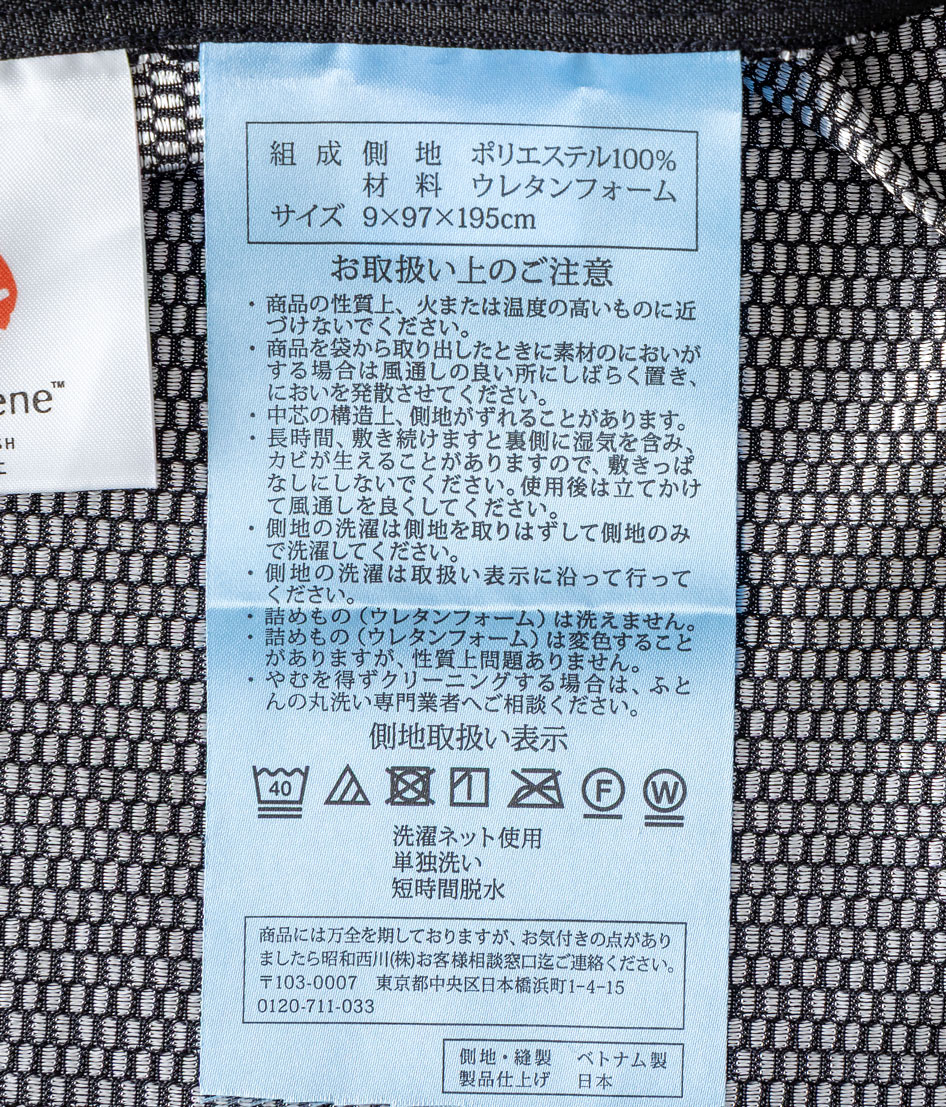 ene™
SH
組成 側地 ポリエステル100%
材料 ウレタンフォーム
サイズ 9×97×195cm
お取扱い上のご注意
・商品の性質上、火または温度の高いものに近
づけないでください。
・商品を袋から取り出したときに素材のにおいが
する場合は風通しの良い所にしばらく置き、
においを発散させてください。
・中芯の構造上、側地がずれることがあります。
・長時間、敷き続けますと裏側に湿気を含み、
カビが生えることがありますので、敷きっぱ
なしにしないでください。使用後は立てかけ
て風通しを良くしてください。
・側地の洗濯は側地を取りはずして側地のみ
で洗濯してください。
・側地の洗濯は取扱い表示に沿って行って
ください。
・詰めもの(ウレタンフォーム)は洗えません。
・詰めもの(ウレタンフォーム)は変色すること
がありますが、性質上問題ありません。
・やむを得ずクリーニングする場合は、ふと
んの丸洗い専門業者へご相談ください。
側地取扱い表示
40 F W
洗濯ネット使用
単独洗い
短時間脱水
商品には万全を期しておりますが、お気付きの点があり
ましたら昭和西川(株)お客様相談窓口迄ご連絡ください。
〒103-0007 東京都中央区日本橋浜町1-4-15
0120-711-033
側地・縫製 ベトナム製
製品仕上げ 日本